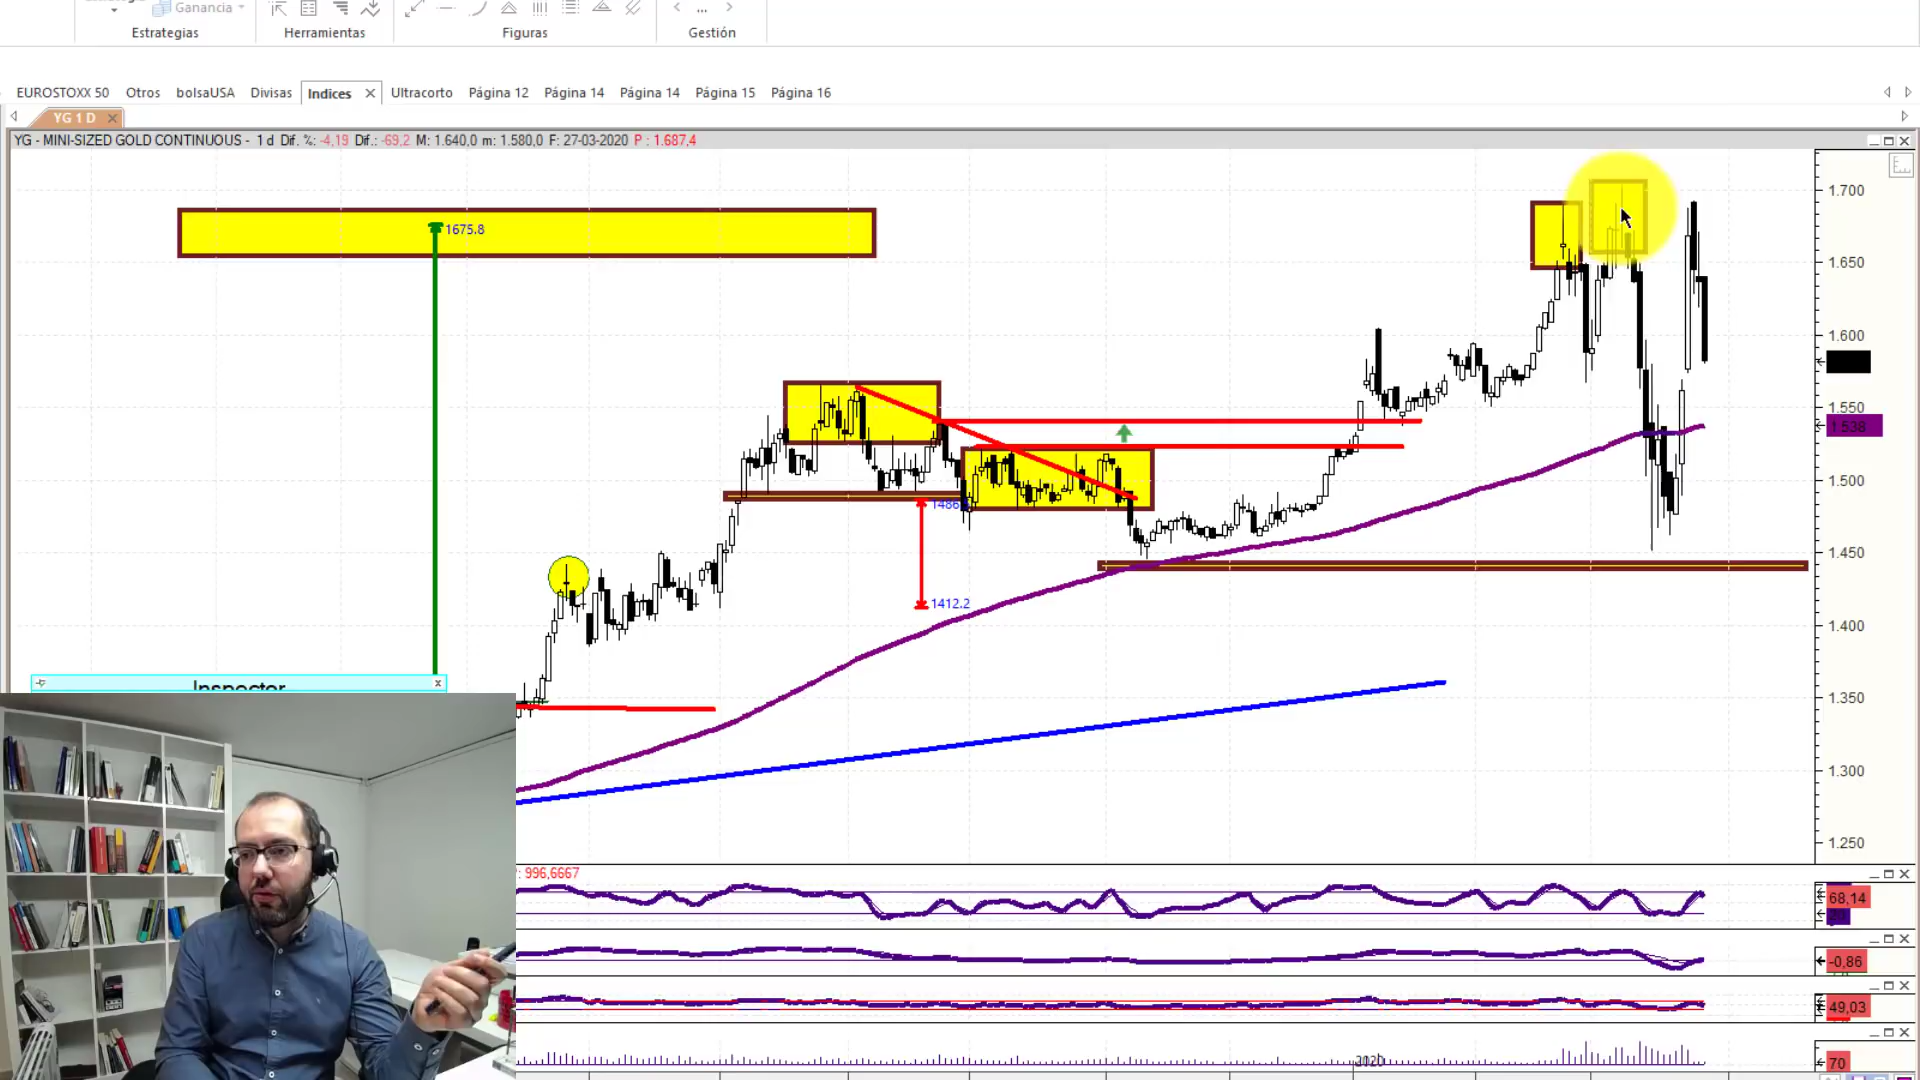 Ganancia
Estrategias
Herramientas
Figuras
...
Gestión
EUROSTOXX 50 Otros bolsaUSA Divisas Indices X Ultracorto Página 12 Página 14 Página 14 Página 15 Página 16
YG 1 D
YG - MINI-SIZED GOLD CONTINUOUS - 1 d Dif. %: -4,19 Dif.: -69,2 M: 1.640,0 m: 1.580,0 F: 27-03-2020 P : 1.687,4
1.700
1675.8
1.650
1.600
1.550
1.538
1.500
1486.
1.450
1412.2
1.400
1.350
Inspector
x
1.300
1.250
: 996,6667
68,14
20
-0,86
49,03
2020
70